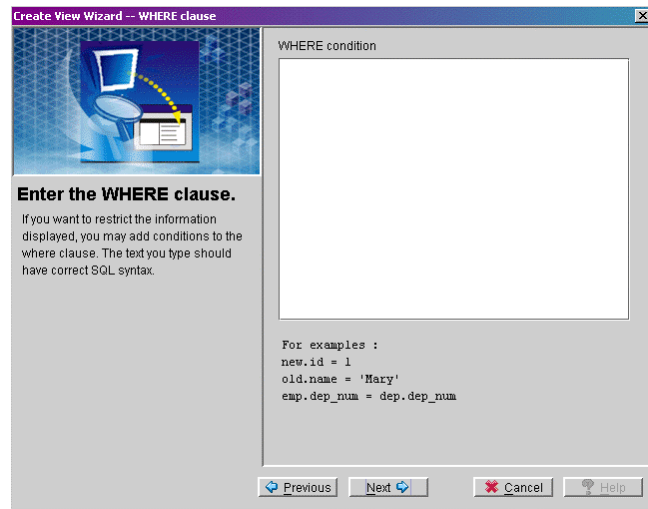 Create View Wizard -- WHERE clause
WHERE condition
Enter the WHERE clause.
If you want to restrict the information
displayed, you may add conditions to the
where clause. The text you type should
have correct SQL syntax.
For examples :
new.id = 1
old.name = 'Mary'
emp.dep_num = dep.dep_num
Previous
Next
Cancel
Help